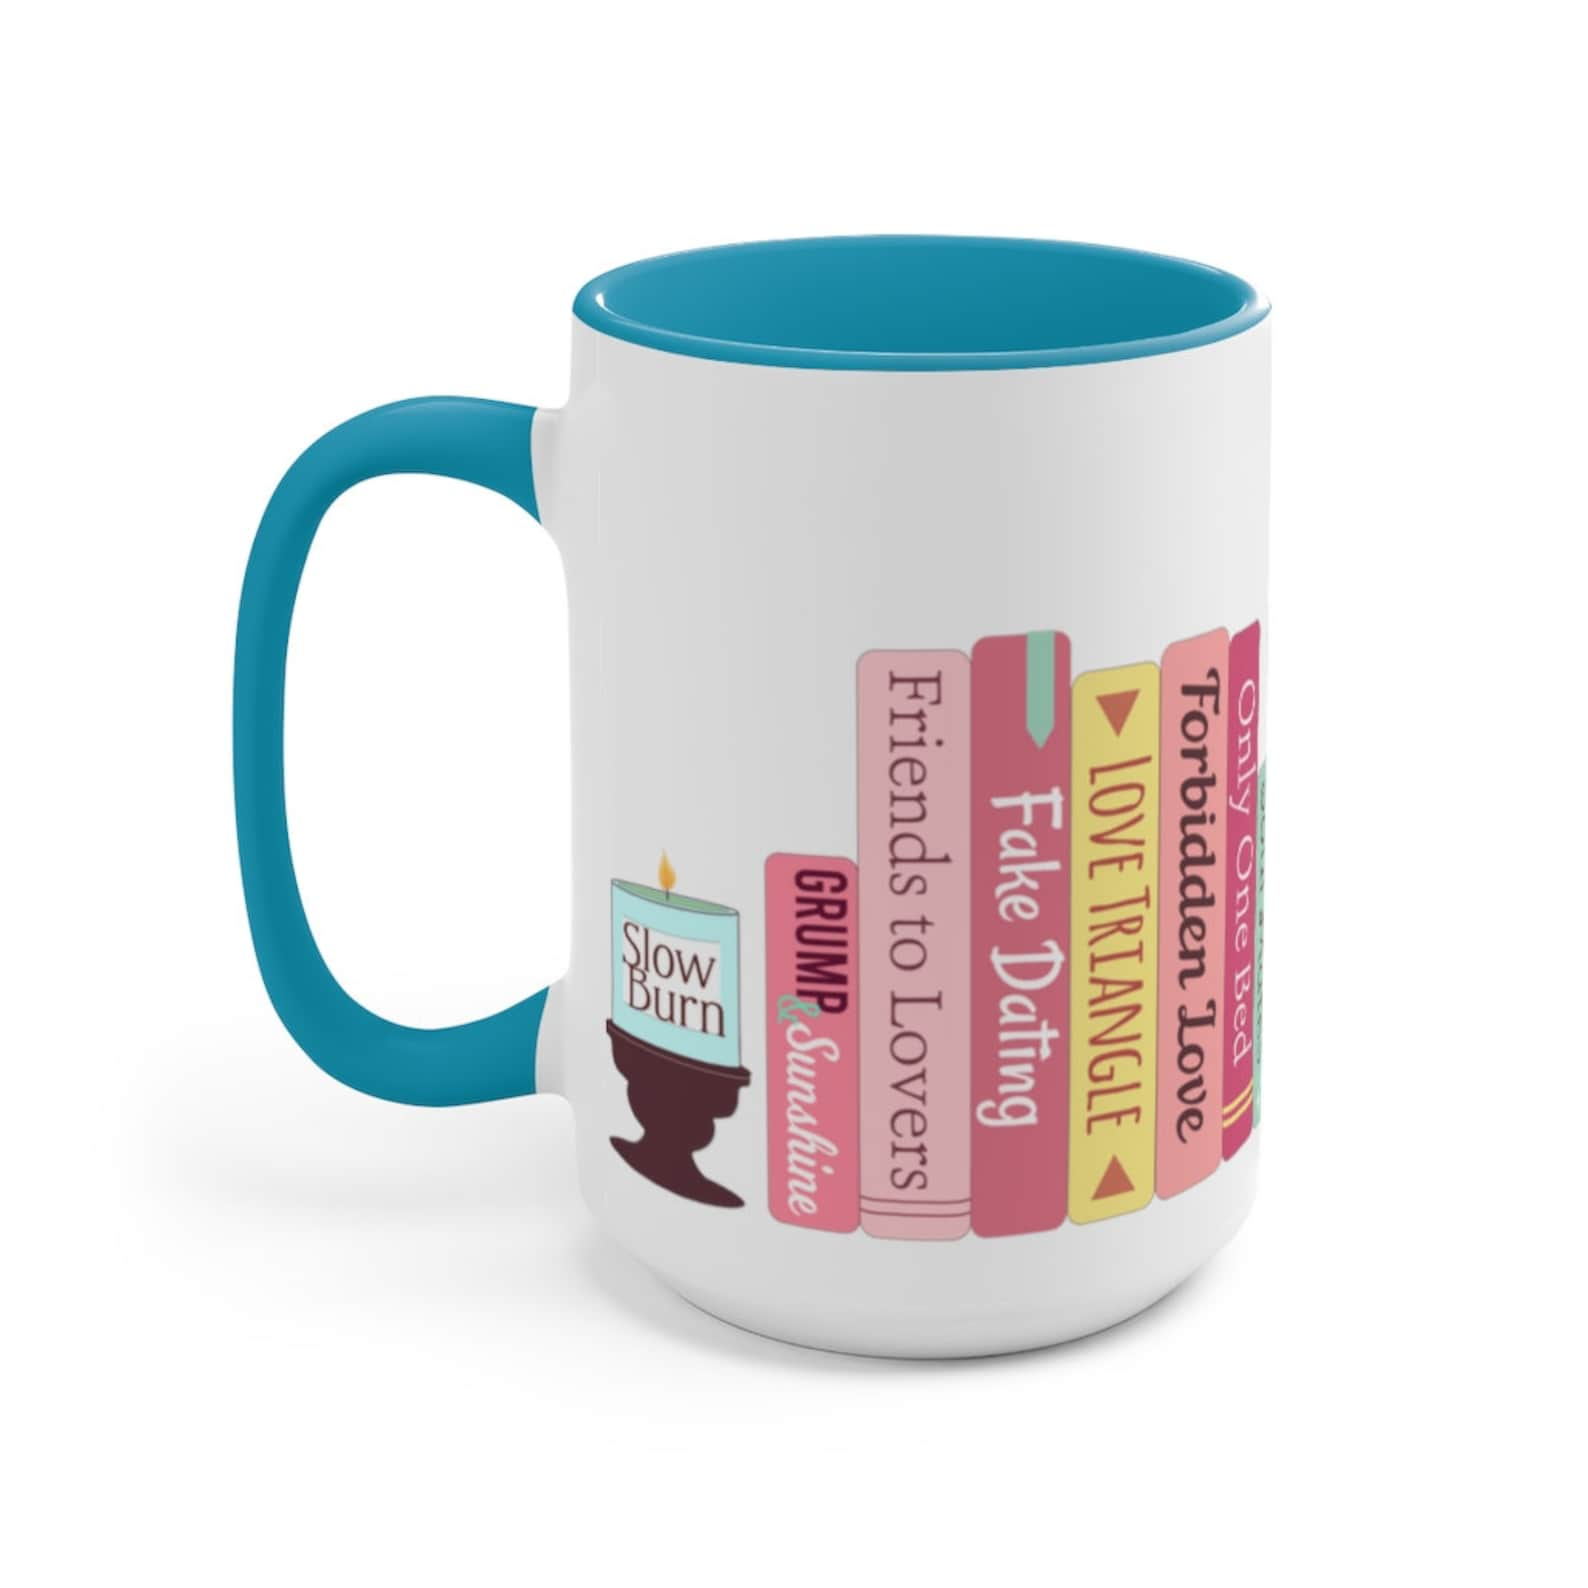 Slow
Burn
GRUMP
& Sunshine
Friends to Lovers
Fake Dating
LOVE TRIANGLE
Forbidden Love
Only One Bed